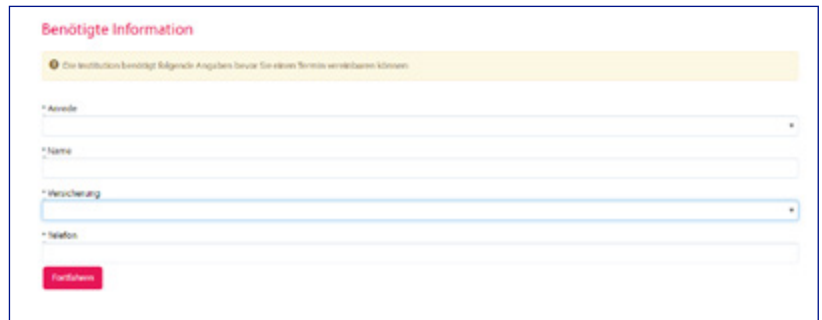 Benötigte Information
Die Institution benötigt folgende Angaben bevor Sie einen Termin vereinbaren können.
* Anrede
* Name
* Versicherung
* Telefon
Fortfahren